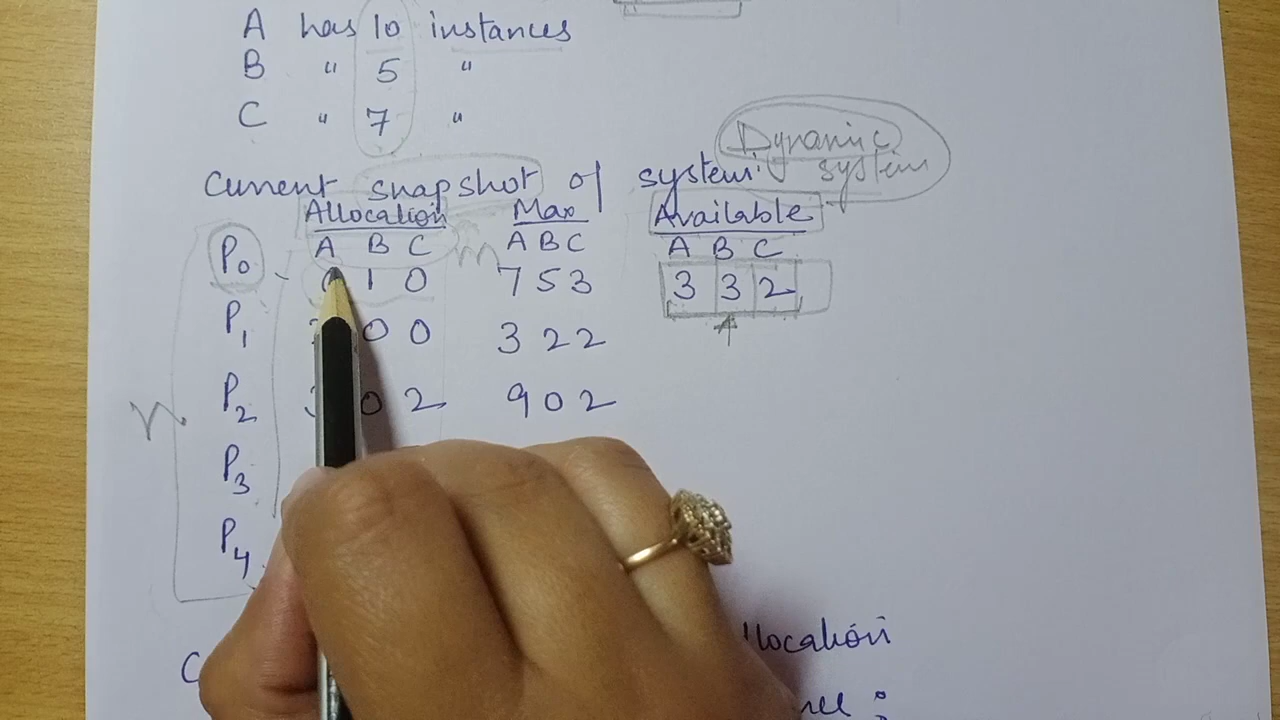 A has 10 instances
B " 5 "
C " 7 "
Dynamic system
Current snapshot of system:
Allocation Max Available
A B C m A B C A B C
P0 1 0 7 5 3 3 3 2
P1 0 0 3 2 2
P2 0 2 9 0 2
n
P3
P4
llocation
C